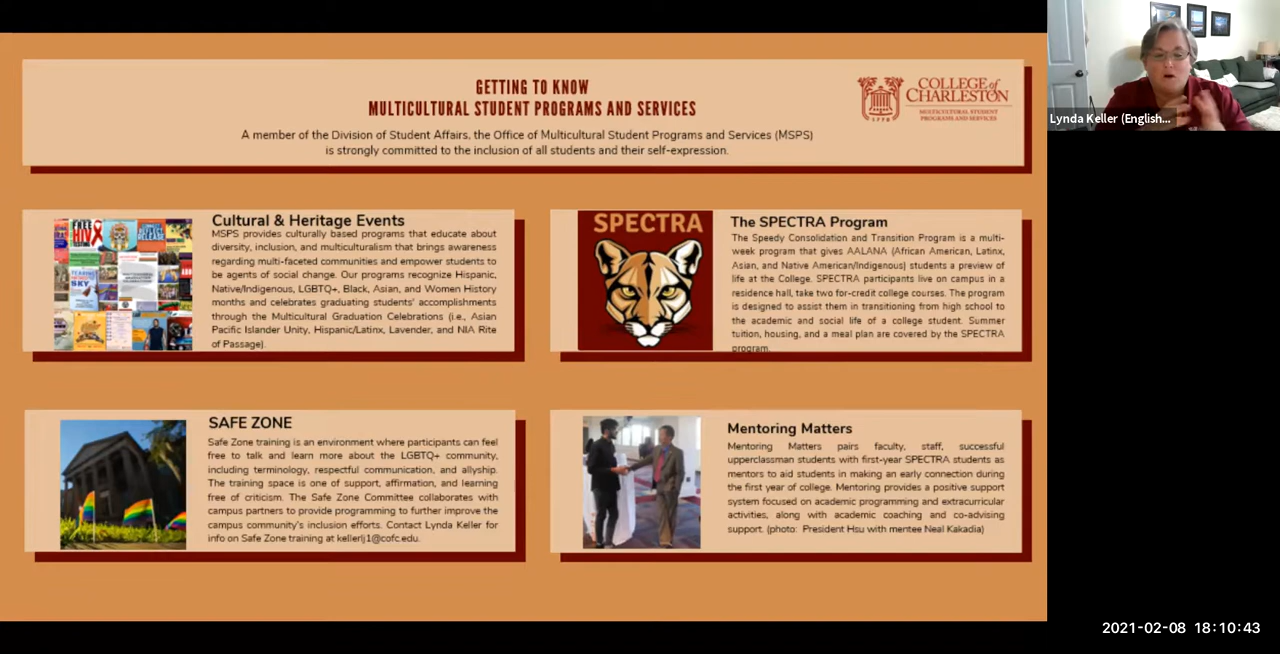 GETTING TO KNOW
MULTICULTURAL STUDENT PROGRAMS AND SERVICES
A member of the Division of Student Affairs, the Office of Multicultural Student Programs and Services (MSPS)
is strongly committed to the inclusion of all students and their self-expression.
COLLEGE of
CHARLESTON
MULTICULTURAL STUDENT
PROGRAMS AND SERVICES
1770
Lynda Keller (English...
Cultural & Heritage Events
MSPS provides culturally based programs that educate about
diversity, inclusion, and multiculturalism that brings awareness
regarding multi-faceted communities and empower students to
be agents of social change. Our programs recognize Hispanic,
Native/Indigenous, LGBTQ+, Black, Asian, and Women History
months and celebrates graduating students' accomplishments
through the Multicultural Graduation Celebrations (i.e., Asian
Pacific Islander Unity, Hispanic/Latinx, Lavender, and NIA Rite
of Passage).
FREE
HIV
TESTING
SKY
SPECTRA
The SPECTRA Program
The Speedy Consolidation and Transition Program is a multi-
week program that gives AALANA (African American, Latinx,
Asian, and Native American/Indigenous) students a preview of
life at the College. SPECTRA participants live on campus in a
residence hall, take two for-credit college courses. The program
is designed to assist them in transitioning from high school to
the academic and social life of a college student. Summer
tuition, housing, and a meal plan are covered by the SPECTRA
program.
SAFE ZONE
Safe Zone training is an environment where participants can feel
free to talk and learn more about the LGBTQ+ community,
including terminology, respectful communication, and allyship.
The training space is one of support, affirmation, and learning
free of criticism. The Safe Zone Committee collaborates with
campus partners to provide programming to further improve the
campus community's inclusion efforts. Contact Lynda Keller for
info on Safe Zone training at kellerlj1@cofc.edu.
Mentoring Matters
Mentoring Matters pairs faculty, staff, successful
upperclassman students with first-year SPECTRA students as
mentors to aid students in making an early connection during
the first year of college. Mentoring provides a positive support
system focused on academic programming and extracurricular
activities, along with academic coaching and co-advising
support. (photo: President Hsu with mentee Neal Kakadia)
2021-02-08 18:10:43